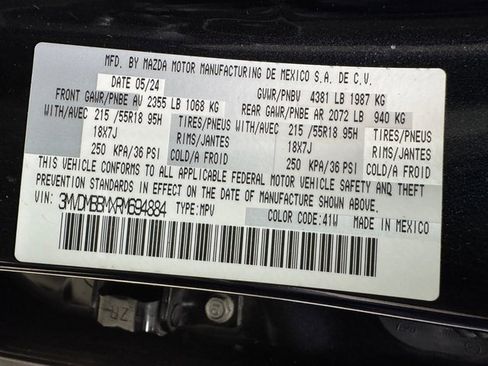 MFD. BY MAZDA MOTOR MANUFACTURING DE MEXICO S.A. DE C.V.
DATE 05/24 GVWR/PNBV 4381 LB 1987 KG
FRONT GAWR/PNBE AV 2355 LB 1068 KG REAR GAWR/PNBE AR 2072 LB 940 KG
WITH/AVEC 215/55R18 95H TIRES/PNEUS WITH/AVEC 215/55R18 95H TIRES/PNEUS
18X7J RIMS/JANTES 18X7J RIMS/JANTES
250 KPA/36 PSI COLD/A FROID 250 KPA/36 PSI COLD/A FROID
THIS VEHICLE CONFORMS TO ALL APPLICABLE FEDERAL MOTOR VEHICLE SAFETY AND THEFT
PREVENTION STANDARDS IN EFFECT ON THE DATE OF MANUFACTURE SHOWN ABOVE.
VIN: 3MVDMBBMXRM694884 TYPE: MPV COLOR CODE: 41W MADE IN MEXICO